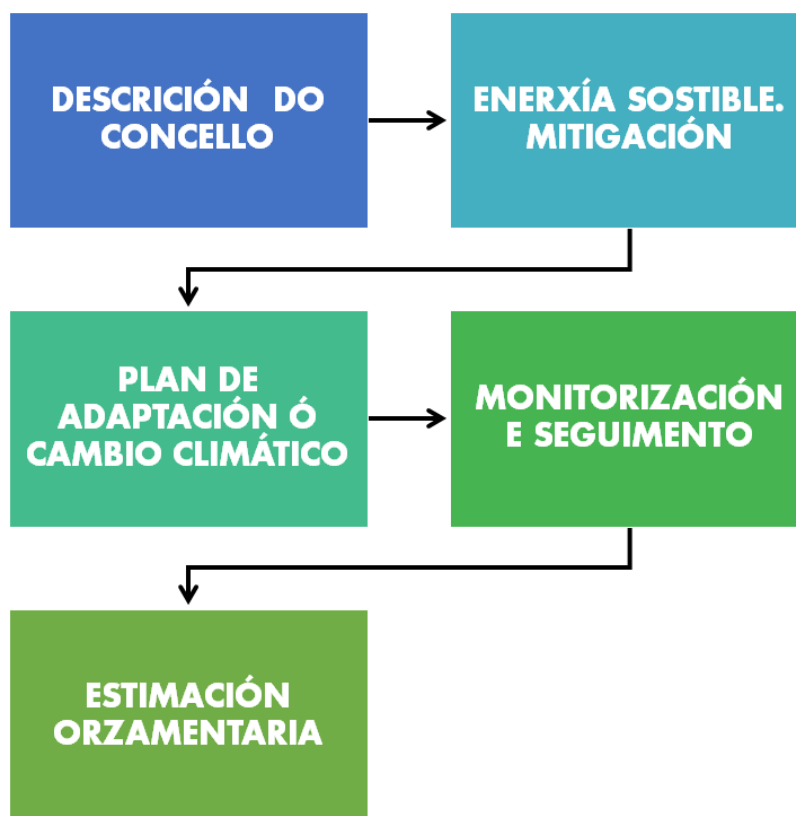 DESCRICIÓN DO
CONCELLO
ENERXÍA SOSTIBLE.
MITIGACIÓN
PLAN DE
ADAPTACIÓN Ó
CAMBIO CLIMÁTICO
MONITORIZACIÓN
E SEGUIMENTO
ESTIMACIÓN
ORZAMENTARIA